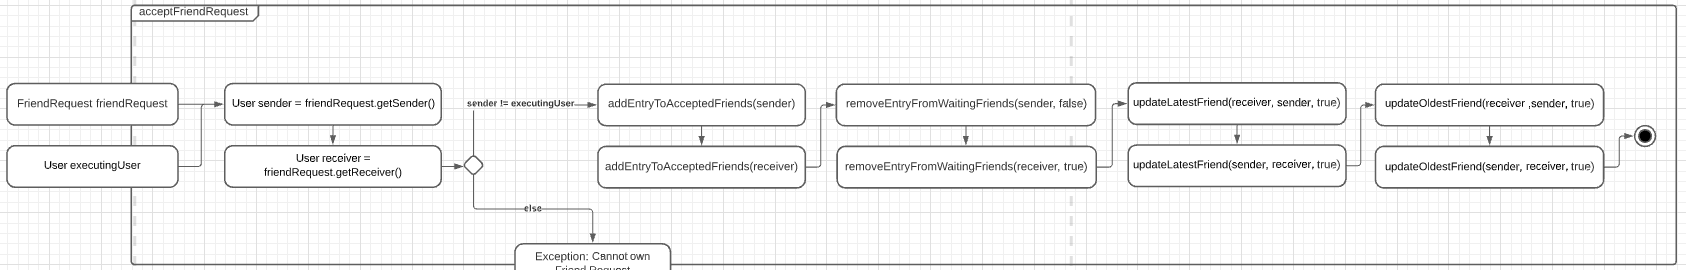 acceptFriendRequest
FriendRequest friendRequest
User executingUser
User sender = friendRequest.getSender()
User receiver =
friendRequest.getReceiver()
sender != executingUser
else
Exception: Cannot own
Friend Request
addEntryToAcceptedFriends(sender)
addEntryToAcceptedFriends(receiver)
removeEntryFromWaitingFriends(sender, false)
removeEntryFromWaitingFriends(receiver, true)
updateLatestFriend(receiver, sender, true)
updateLatestFriend(sender, receiver, true)
updateOldestFriend(receiver ,sender, true)
updateOldestFriend(sender, receiver, true)